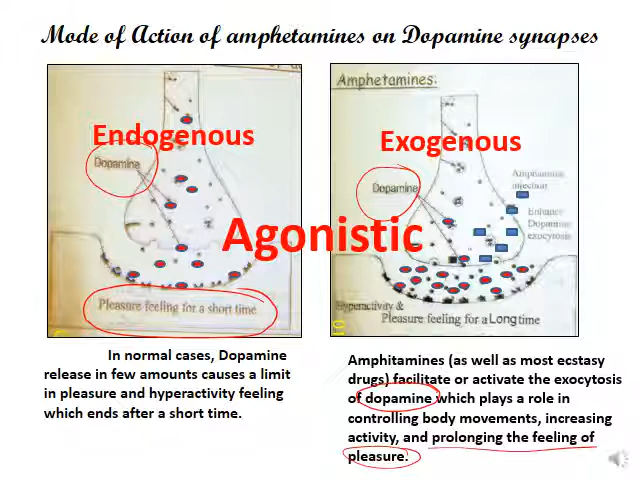 Mode of Action of amphetamines on Dopamine synapses
Endogenous
Dopamine
Pleasure feeling for a short time
Amphetamines:
Exogenous
Dopamine
Amphetamine
injection
Enhance
Dopamine
exocytosis
Hyperactivity &
Pleasure feeling for a Long time
Agonistic
In normal cases, Dopamine
release in few amounts causes a limit
in pleasure and hyperactivity feeling
which ends after a short time.
Amphitamines (as well as most ecstasy
drugs) facilitate or activate the exocytosis
of dopamine which plays a role in
controlling body movements, increasing
activity, and prolonging the feeling of
pleasure.